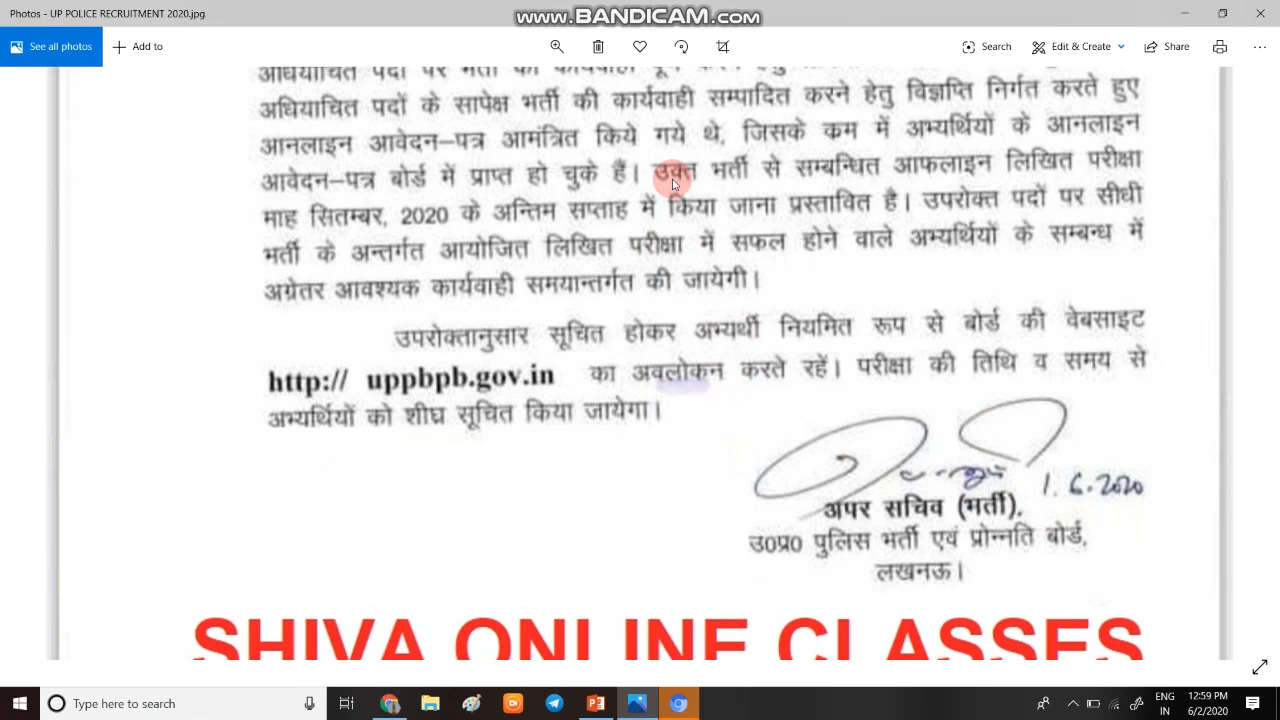 Photos - UP POLICE RECRUITMENT 2020.jpg
www.BANDICAM.com
See all photos
Add to
Search
Edit & Create
Share
अधियाचित पदों पर भर्ती की कार्यवाही
अधियाचित पदों के सापेक्ष भर्ती की कार्यवाही सम्पादित करने हेतु विज्ञप्ति निर्गत करते हुए
आनलाइन आवेदन-पत्र आमंत्रित किये गये थे, जिसके कम में अभ्यर्थियों के आनलाइन
आवेदन-पत्र बोर्ड में प्राप्त हो चुके हैं। उक्त भर्ती से सम्बन्धित आफलाइन लिखित परीक्षा
माह सितम्बर, 2020 के अन्तिम सप्ताह में किया जाना प्रस्तावित है। उपरोक्त पदों पर सीधी
भर्ती के अन्तर्गत आयोजित लिखित परीक्षा में सफल होने वाले अभ्यर्थियों के सम्बन्ध में
अग्रेतर आवश्यक कार्यवाही समयान्तर्गत की जायेगी।
उपरोक्तानुसार सूचित होकर अभ्यर्थी नियमित रूप से बोर्ड की वेबसाइट
http:// uppbpb.gov.in का अवलोकन करते रहें। परीक्षा की तिथि व समय से
अभ्यर्थियों को शीघ्र सूचित किया जायेगा।
1.6.2020
अपर सचिव (भर्ती),
उ0प्र0 पुलिस भर्ती एवं प्रोन्नति बोर्ड,
लखनऊ।
SHIVA ONLINE CLASSES
Type here to search
ENG
IN
12:59 PM
6/2/2020